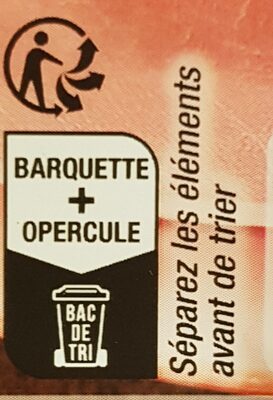 BARQUETTE
+
OPERCULE
BAC
DE
TRI
Séparez les éléments
avant de trier